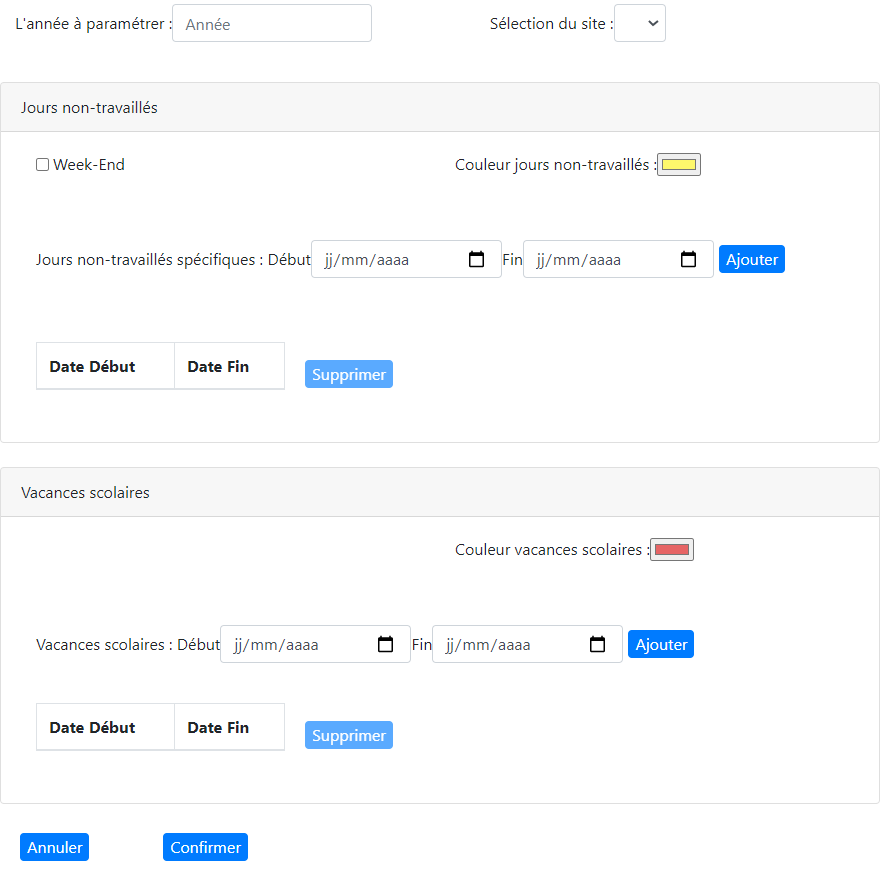 L'année à paramétrer : Année Sélection du site :
Jours non-travaillés
Week-End Couleur jours non-travaillés :
Jours non-travaillés spécifiques : Début jj/mm/aaaa Fin jj/mm/aaaa Ajouter
Date Début Date Fin Supprimer
Vacances scolaires
Couleur vacances scolaires :
Vacances scolaires : Début jj/mm/aaaa Fin jj/mm/aaaa Ajouter
Date Début Date Fin Supprimer
Annuler Confirmer